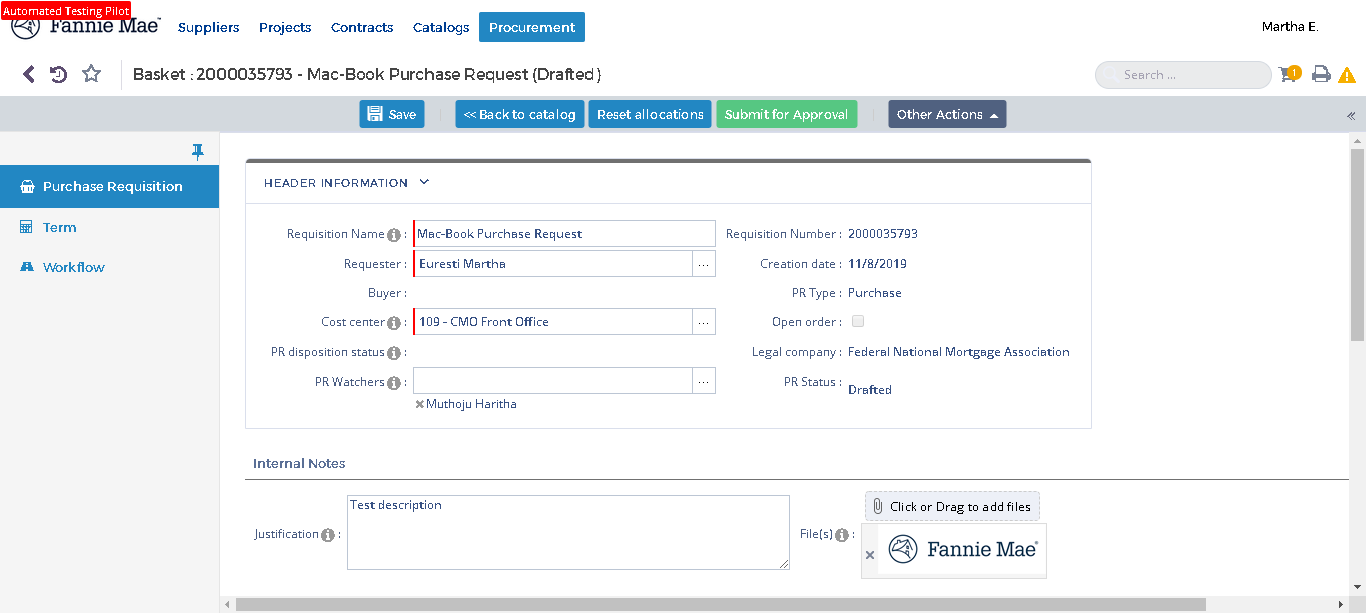 Automated Testing Pilot
Fannie Mae
Suppliers Projects Contracts Catalogs Procurement
Martha E.
Basket : 2000035793 - Mac-Book Purchase Request (Drafted)
Search ...
1
Save << Back to catalog Reset allocations Submit for Approval Other Actions
Purchase Requisition
Term
Workflow
HEADER INFORMATION
Requisition Name : Mac-Book Purchase Request Requisition Number : 2000035793
Requester : Euresti Martha ... Creation date : 11/8/2019
Buyer : PR Type : Purchase
Cost center : 109 - CMO Front Office ... Open order :
PR disposition status : Legal company : Federal National Mortgage Association
PR Watchers : ... PR Status : Drafted
Muthoju Haritha
Internal Notes
Justification : Test description
File(s) : Click or Drag to add files
Fannie Mae